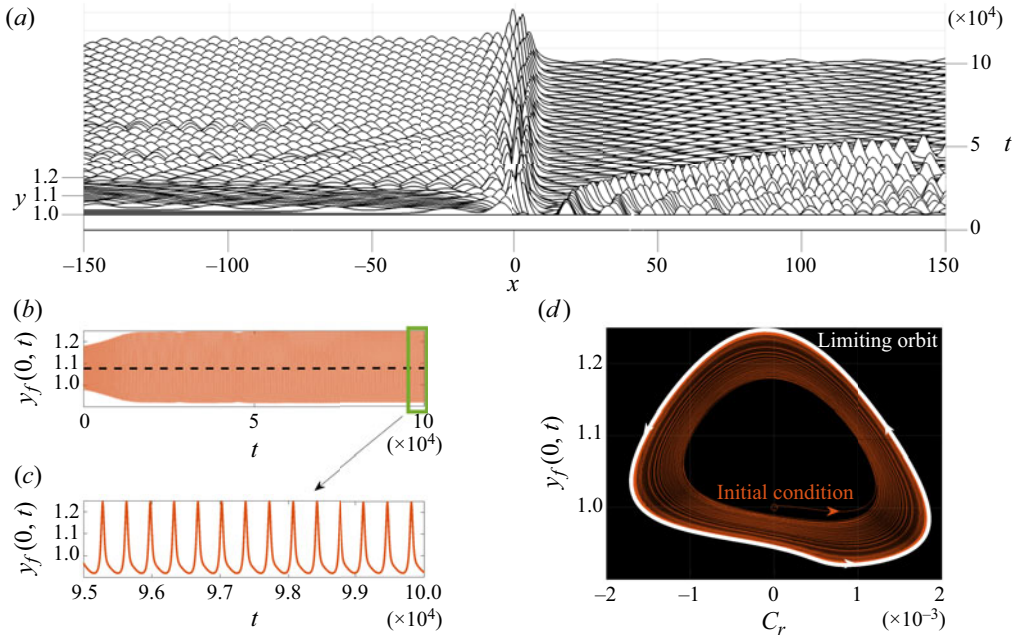 (a)
(×10⁴)
10
5
t
0
1.2
1.1
1.0
y
−150
−100
−50
0
50
100
150
x
(b)
1.2
1.1
1.0
y_f(0, t)
0
5
10
(×10⁴)
t
(c)
1.2
1.1
1.0
y_f(0, t)
9.5
9.6
9.7
9.8
9.9
10.0
(×10⁴)
t
(d)
Limiting orbit
1.2
1.1
1.0
y_f(0, t)
Initial condition
−2
−1
0
1
2
(×10⁻³)
C_r